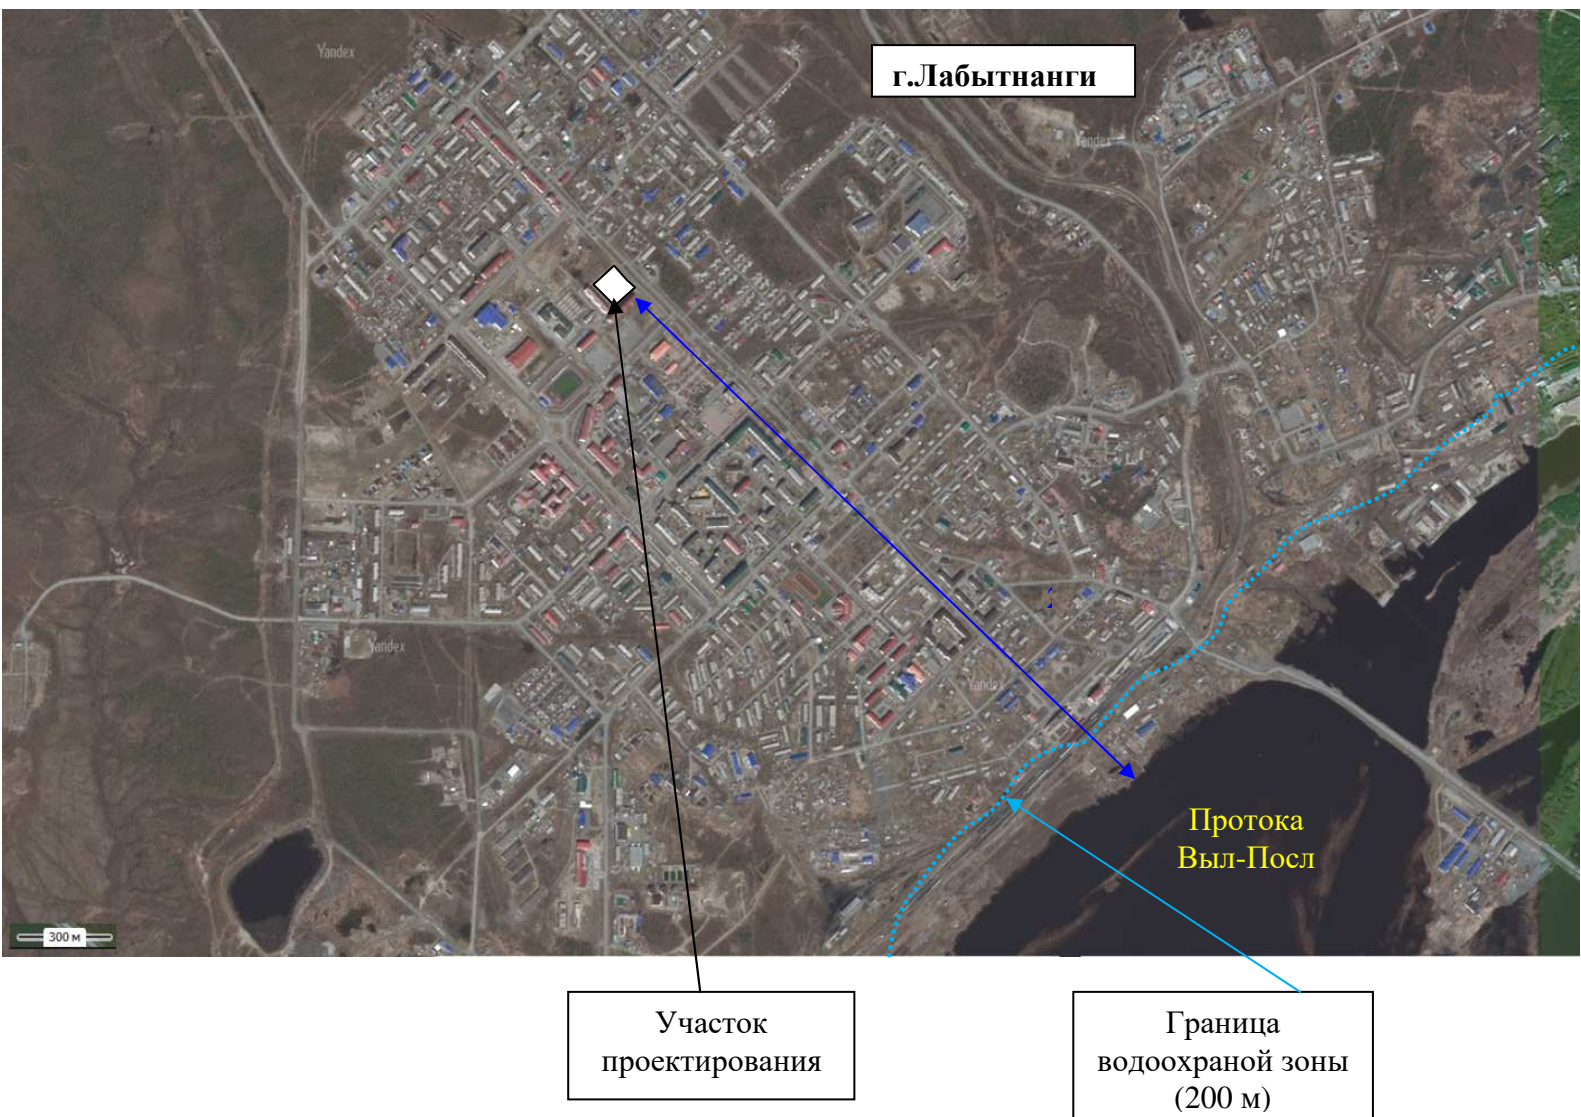 Yandex
г.Лабытнанги
Yandex
Yandex
Yandex
Протока
Выл-Посл
300 м
Участок
проектирования
Граница
водоохраной зоны
(200 м)